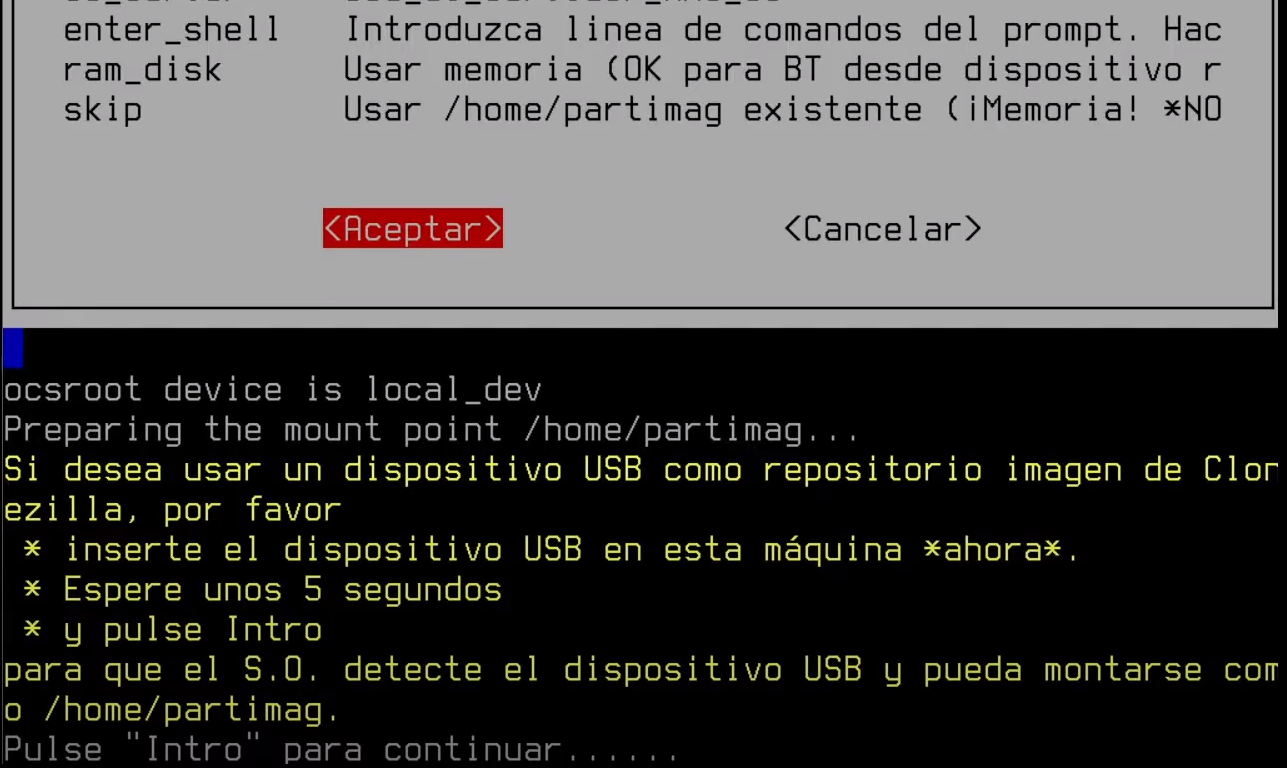 enter_shell Introduzca linea de comandos del prompt. Hac
ram_disk Usar memoria (OK para BT desde dispositivo r
skip Usar /home/partimag existente (¡Memoria! *NO
<Aceptar> <Cancelar>
ocsroot device is local_dev
Preparing the mount point /home/partimag...
Si desea usar un dispositivo USB como repositorio imagen de Clon
ezilla, por favor
* inserte el dispositivo USB en esta máquina *ahora*.
* Espere unos 5 segundos
* y pulse Intro
para que el S.O. detecte el dispositivo USB y pueda montarse com
o /home/partimag.
Pulse "Intro" para continuar......